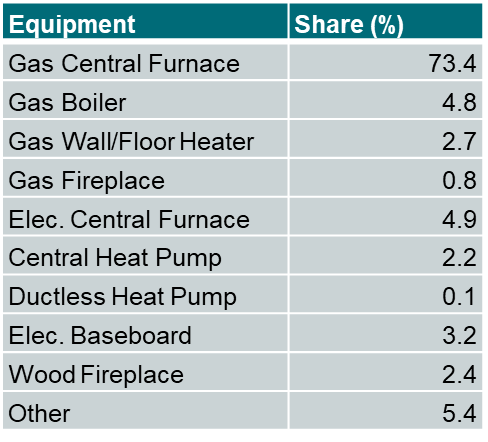 Equipment Share (%)
Gas Central Furnace 73.4
Gas Boiler 4.8
Gas Wall/Floor Heater 2.7
Gas Fireplace 0.8
Elec. Central Furnace 4.9
Central Heat Pump 2.2
Ductless Heat Pump 0.1
Elec. Baseboard 3.2
Wood Fireplace 2.4
Other 5.4